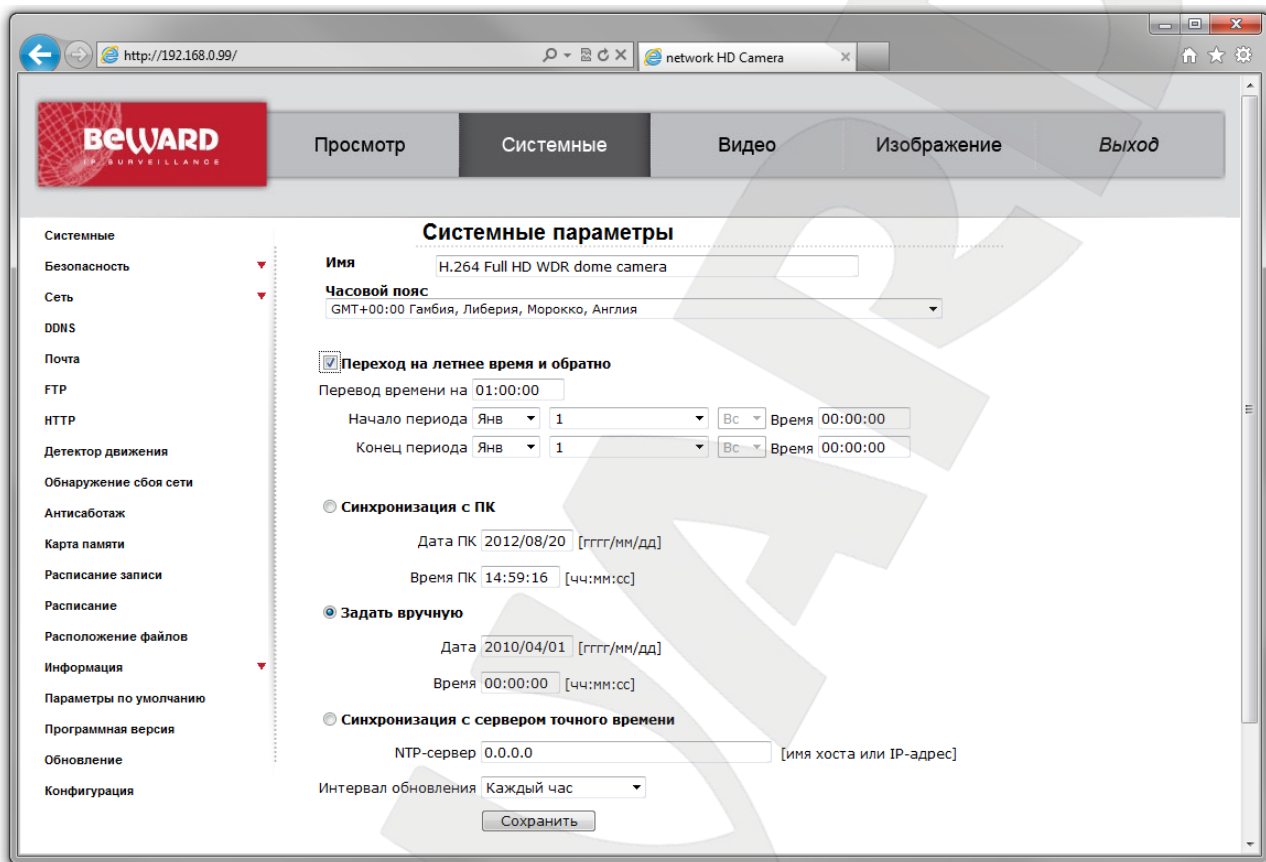 http://192.168.0.99/
network HD Camera
BEWARD
IP SURVEILLANCE
Просмотр
Системные
Видео
Изображение
Выход
Системные
Безопасность
Сеть
DDNS
Почта
FTP
HTTP
Детектор движения
Обнаружение сбоя сети
Антисаботаж
Карта памяти
Расписание записи
Расписание
Расположение файлов
Информация
Параметры по умолчанию
Программная версия
Обновление
Конфигурация
Системные параметры
Имя H.264 Full HD WDR dome camera
Часовой пояс
GMT+00:00 Гамбия, Либерия, Морокко, Англия
Переход на летнее время и обратно
Перевод времени на 01:00:00
Начало периода Янв 1 Вс Время 00:00:00
Конец периода Янв 1 Вс Время 00:00:00
Синхронизация с ПК
Дата ПК 2012/08/20 [гггг/мм/дд]
Время ПК 14:59:16 [чч:мм:сс]
Задать вручную
Дата 2010/04/01 [гггг/мм/дд]
Время 00:00:00 [чч:мм:сс]
Синхронизация с сервером точного времени
NTP-сервер 0.0.0.0 [имя хоста или IP-адрес]
Интервал обновления Каждый час
Сохранить